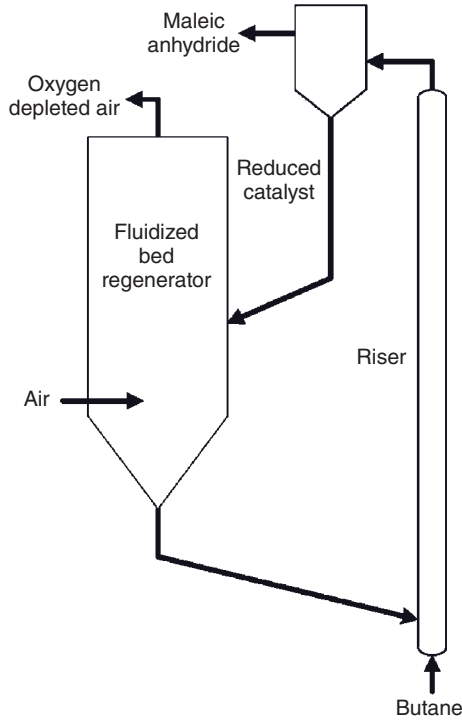 Maleic
anhydride
Oxygen
depleted air
Reduced
catalyst
Fluidized
bed
regenerator
Riser
Air
Butane